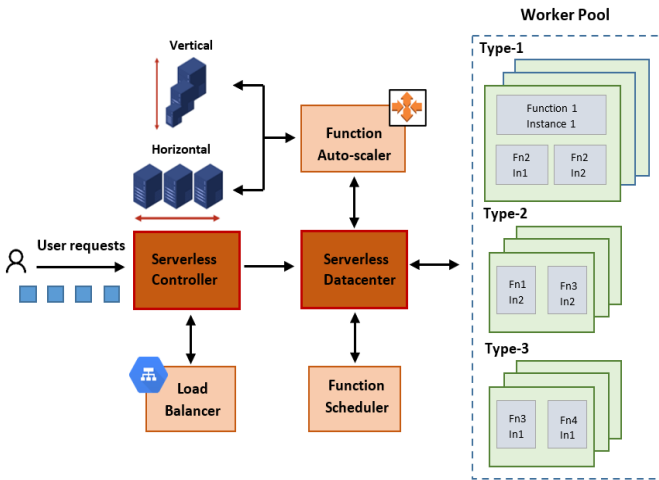 Worker Pool
Vertical
Type-1
Function 1
Instance 1
Function
Auto-scaler
Horizontal
Fn2
In1
Fn2
In2
Type-2
User requests
Serverless
Controller
Serverless
Datacenter
Fn1
In2
Fn3
In2
Type-3
Load
Balancer
Function
Scheduler
Fn3
In1
Fn4
In1